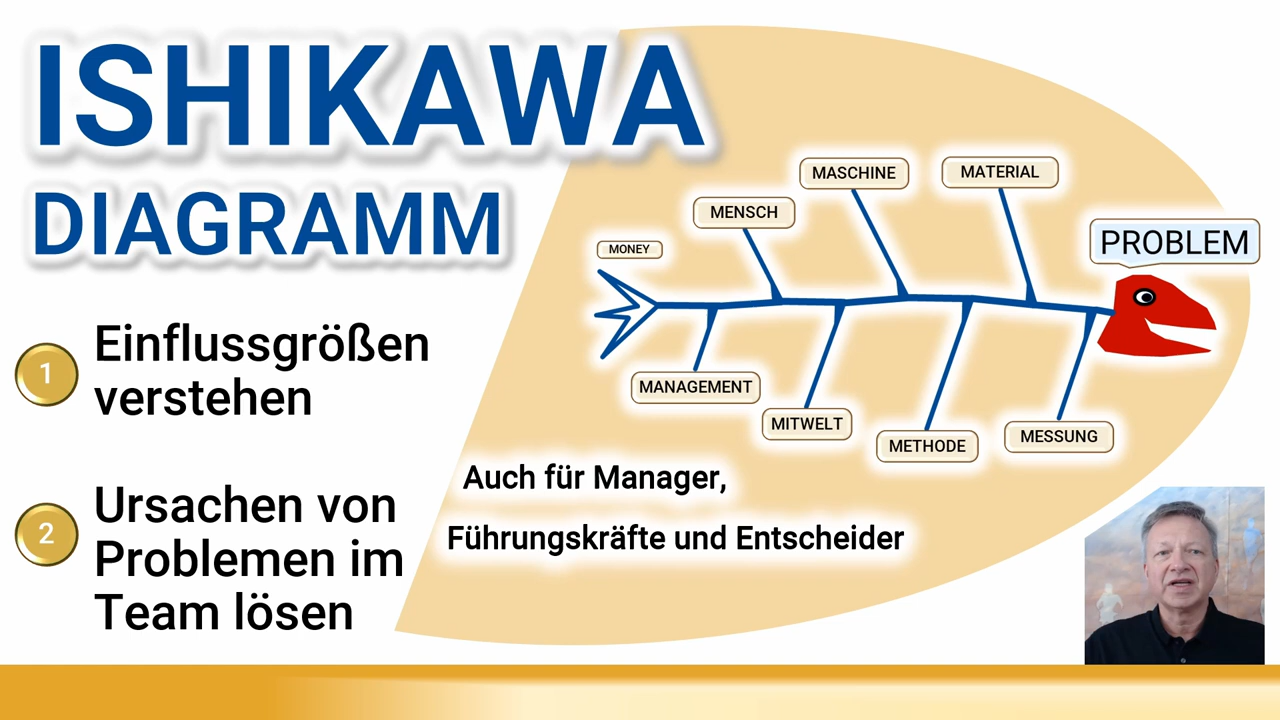 ISHIKAWA
DIAGRAMM
1
Einflussgrößen
verstehen
2
Ursachen von
Problemen im
Team lösen
MONEY
MENSCH
MASCHINE
MATERIAL
PROBLEM
MANAGEMENT
MITWELT
METHODE
MESSUNG
Auch für Manager,
Führungskräfte und Entscheider